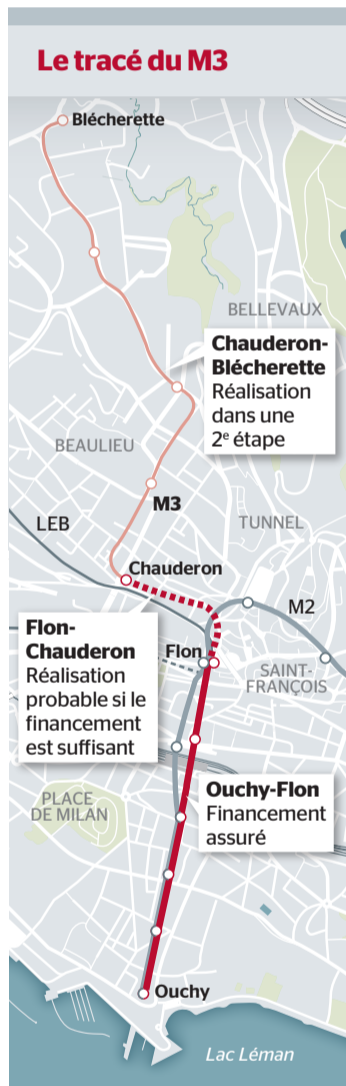 Le tracé du M3
Blécherette
BELLEVAUX
Chauderon-
Blécherette
Réalisation
dans une
2e étape
BEAULIEU
M3
LEB
TUNNEL
Chauderon
M2
Flon-
Chauderon
Réalisation
probable si le
financement
est suffisant
Flon
SAINT-
FRANÇOIS
Ouchy-Flon
Financement
assuré
PLACE
DE MILAN
Ouchy
Lac Léman